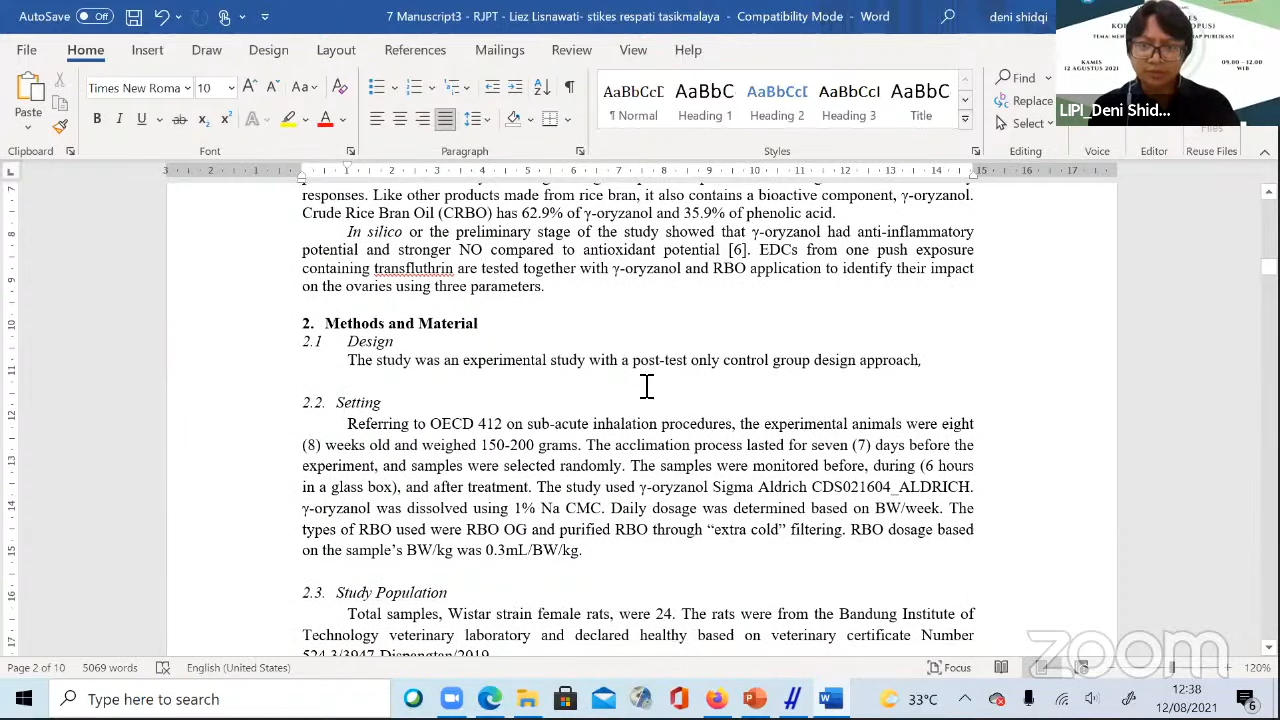 AutoSave Off
7 Manuscript3 - RJPT - Liez Lisnawati- stikes respati tasikmalaya - Compatibility Mode - Word
deni shidqi
File Home Insert Draw Design Layout References Mailings Review View Help
KAMIS
12 AGUSTUS 2021
09.00 - 12.00
WIB
LIPI_Deni Shid...
Paste
Times New Roma 10
AaBbCcI AaBbC AaBbCcI AaBbCcI AaBbC
¶ Normal Heading 1 Heading 2 Heading 3 Title
Find
Replace
Select
Files
Clipboard Font Paragraph Styles Editing Voice Editor Reuse Files
responses. Like other products made from rice bran, it also contains a bioactive component, γ-oryzanol.
Crude Rice Bran Oil (CRBO) has 62.9% of γ-oryzanol and 35.9% of phenolic acid.
In silico or the preliminary stage of the study showed that γ-oryzanol had anti-inflammatory
potential and stronger NO compared to antioxidant potential [6]. EDCs from one push exposure
containing transfluthrin are tested together with γ-oryzanol and RBO application to identify their impact
on the ovaries using three parameters.
2. Methods and Material
2.1 Design
The study was an experimental study with a post-test only control group design approach,
2.2. Setting
Referring to OECD 412 on sub-acute inhalation procedures, the experimental animals were eight
(8) weeks old and weighed 150-200 grams. The acclimation process lasted for seven (7) days before the
experiment, and samples were selected randomly. The samples were monitored before, during (6 hours
in a glass box), and after treatment. The study used γ-oryzanol Sigma Aldrich CDS021604_ALDRICH.
γ-oryzanol was dissolved using 1% Na CMC. Daily dosage was determined based on BW/week. The
types of RBO used were RBO OG and purified RBO through “extra cold” filtering. RBO dosage based
on the sample’s BW/kg was 0.3mL/BW/kg.
2.3. Study Population
Total samples, Wistar strain female rats, were 24. The rats were from the Bandung Institute of
Technology veterinary laboratory and declared healthy based on veterinary certificate Number
524.3/3947-Dispangtan/2019
zoom
Page 2 of 10 5069 words English (United States) Focus 120%
Type here to search
33°C
12:38
12/08/2021
6